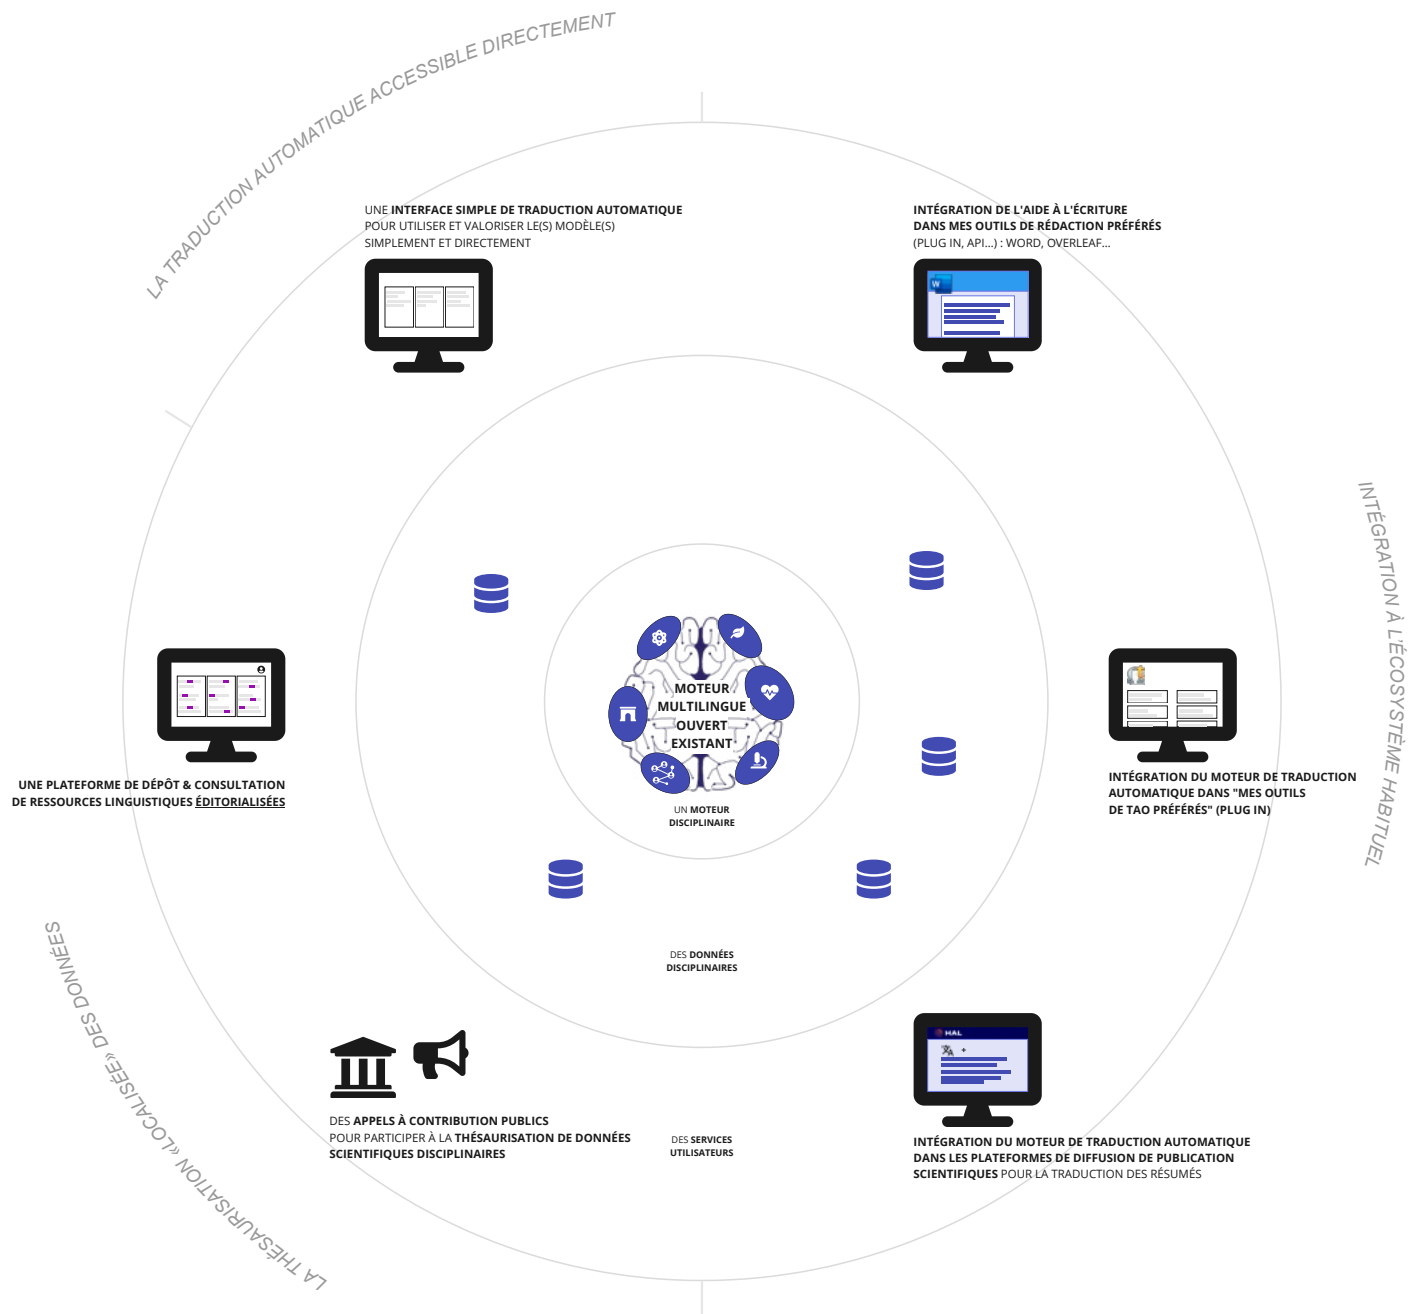 LA TRADUCTION AUTOMATIQUE ACCESSIBLE DIRECTEMENT
UNE INTERFACE SIMPLE DE TRADUCTION AUTOMATIQUE
POUR UTILISER ET VALORISER LE(S) MODÈLE(S)
SIMPLEMENT ET DIRECTEMENT
INTÉGRATION DE L'AIDE À L'ÉCRITURE
DANS MES OUTILS DE RÉDACTION PRÉFÉRÉS
(PLUG IN, API...) : WORD, OVERLEAF...
W
INTÉGRATION À L'ÉCOSYSTÈME HABITUEL
MOTEUR
MULTILINGUE
OUVERT
EXISTANT
UN MOTEUR
DISCIPLINAIRE
UNE PLATEFORME DE DÉPÔT & CONSULTATION
DE RESSOURCES LINGUISTIQUES ÉDITORIALISÉES
INTÉGRATION DU MOTEUR DE TRADUCTION
AUTOMATIQUE DANS "MES OUTILS
DE TAO PRÉFÉRÉS" (PLUG IN)
LA THÉSAURISATION «LOCALISÉE» DES DONNÉES
DES DONNÉES
DISCIPLINAIRES
HAL
DES APPELS À CONTRIBUTION PUBLICS
POUR PARTICIPER À LA THÉSAURISATION DE DONNÉES
SCIENTIFIQUES DISCIPLINAIRES
DES SERVICES
UTILISATEURS
INTÉGRATION DU MOTEUR DE TRADUCTION AUTOMATIQUE
DANS LES PLATEFORMES DE DIFFUSION DE PUBLICATION
SCIENTIFIQUES POUR LA TRADUCTION DES RÉSUMÉS